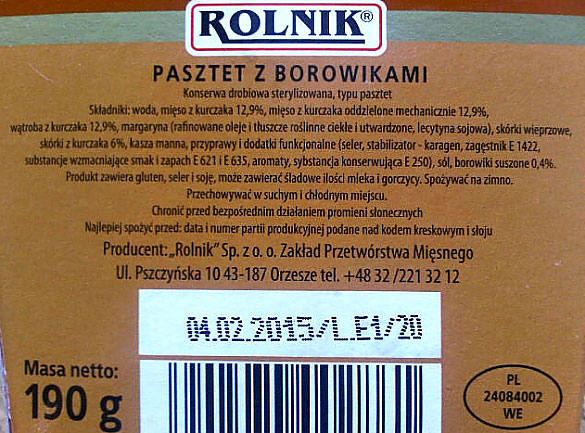 ROLNIK®
PASZTET Z BOROWIKAMI
Konserwa drobiowa sterylizowana, typu pasztet
Składniki: woda, mięso z kurczaka 12,9%, mięso z kurczaka oddzielone mechanicznie 12,9%,
wątroba z kurczaka 12,9%, margaryna (rafinowane oleje i tłuszcze roślinne ciekłe i utwardzone, lecytyna sojowa), skórki wieprzowe,
skórki z kurczaka 6%, kasza manna, przyprawy i dodatki funkcjonalne (seler, stabilizator - karagen, zagęstnik E 1422,
substancje wzmacniające smak i zapach E 621 i E 635, aromaty, substancja konserwująca E 250), sól, borowiki suszone 0,4%.
Produkt zawiera gluten, seler i soję, może zawierać śladowe ilości mleka i gorczycy. Spożywać na zimno.
Przechowywać w suchym i chłodnym miejscu.
Chronić przed bezpośrednim działaniem promieni słonecznych
Najlepiej spożyć przed: data i numer partii produkcyjnej podane nad kodem kreskowym i słoju
Producent: „Rolnik" Sp. z o. o. Zakład Przetwórstwa Mięsnego
Ul. Pszczyńska 10 43-187 Orzesze tel. +48 32 /221 32 12
04.02.2015/L.E1/20
Masa netto:
190 g
PL
24084002
WE